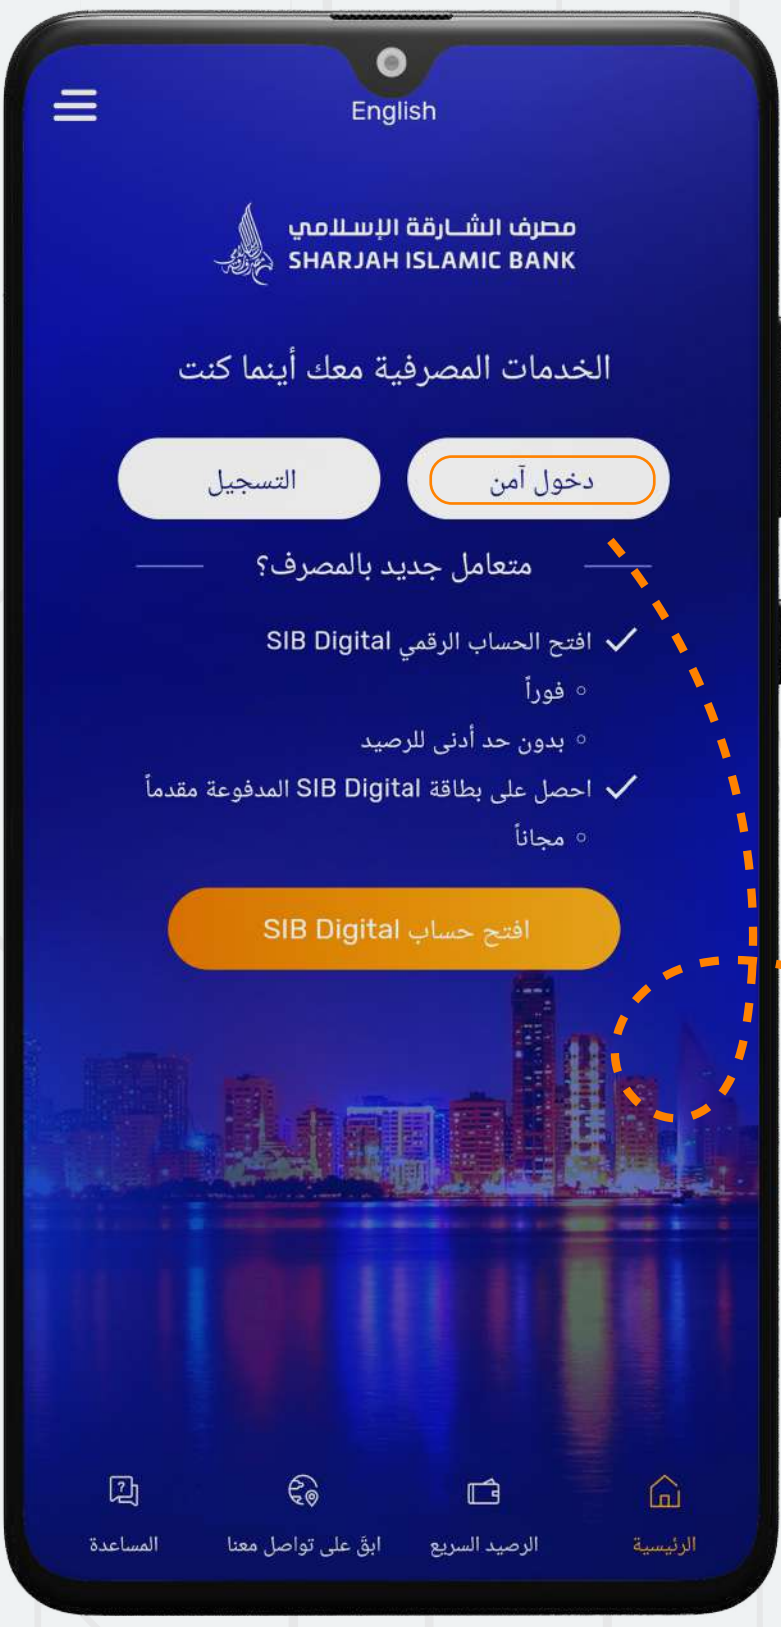 English
مصرف الشـارقة الإسـلامي
SHARJAH ISLAMIC BANK
الخدمات المصرفية معك أينما كنت
دخول آمن
التسجيل
متعامل جديد بالمصرف؟
افتح الحساب الرقمي SIB Digital
فوراً
بدون حد أدنى للرصيد
احصل على بطاقة SIB Digital المدفوعة مقدماً
مجاناً
افتح حساب SIB Digital
الرئيسية
الرصيد السريع
ابقَ على تواصل معنا
المساعدة